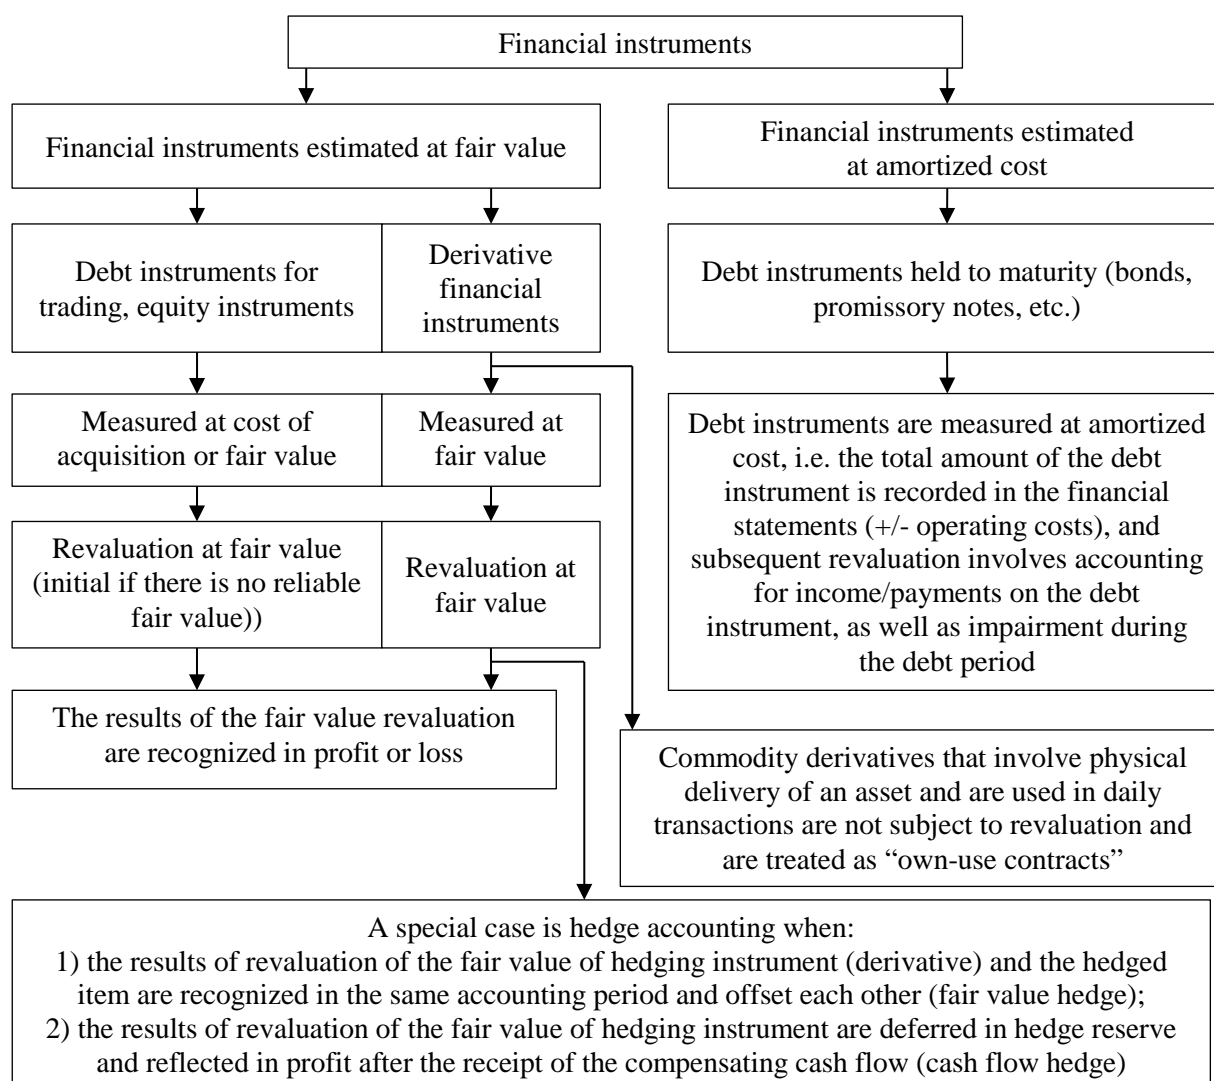 Financial instruments
Financial instruments estimated at fair value
Financial instruments estimated
at amortized cost
Debt instruments for
trading, equity instruments
Derivative
financial
instruments
Debt instruments held to maturity (bonds,
promissory notes, etc.)
Measured at cost of
acquisition or fair value
Measured at
fair value
Debt instruments are measured at amortized
cost, i.e. the total amount of the debt
instrument is recorded in the financial
statements (+/- operating costs), and
subsequent revaluation involves accounting
for income/payments on the debt
instrument, as well as impairment during
the debt period
Revaluation at fair value
(initial if there is no reliable
fair value))
Revaluation at
fair value
The results of the fair value revaluation
are recognized in profit or loss
Commodity derivatives that involve physical
delivery of an asset and are used in daily
transactions are not subject to revaluation and
are treated as “own-use contracts”
A special case is hedge accounting when:
1) the results of revaluation of the fair value of hedging instrument (derivative) and the hedged
item are recognized in the same accounting period and offset each other (fair value hedge);
2) the results of revaluation of the fair value of hedging instrument are deferred in hedge reserve
and reflected in profit after the receipt of the compensating cash flow (cash flow hedge)